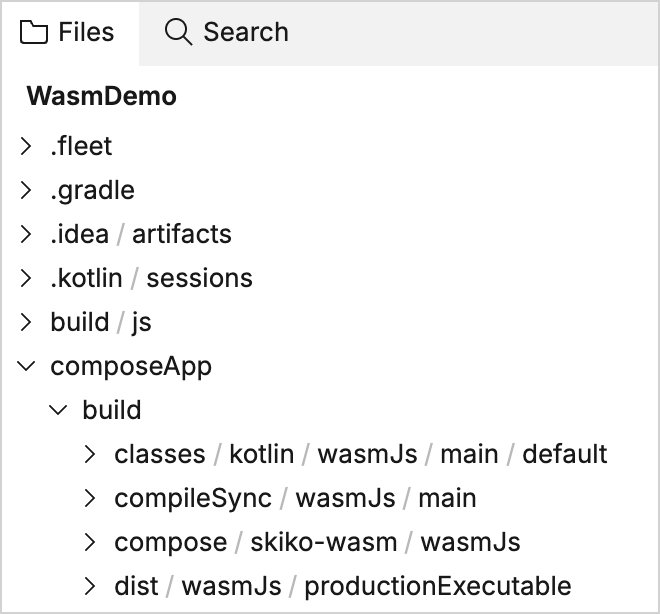 Files Search
WasmDemo
.fleet
.gradle
.idea / artifacts
.kotlin / sessions
build / js
composeApp
build
classes / kotlin / wasmJs / main / default
compileSync / wasmJs / main
compose / skiko-wasm / wasmJs
dist / wasmJs / productionExecutable